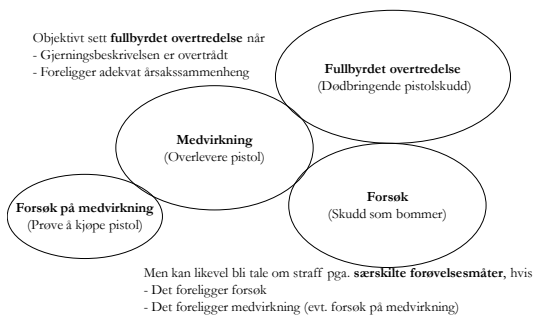 Objektivt sett fullbyrdet overtredelse når
- Gjerningsbeskrivelsen er overtrådt
- Foreligger adekvat årsakssammenheng
Fullbyrdet overtredelse
(Dødbringende pistolskudd)
Medvirkning
(Overlevere pistol)
Forsøk på medvirkning
(Prøve å kjøpe pistol)
Forsøk
(Skudd som bommer)
Men kan likevel bli tale om straff pga. særskilte forøvelsesmåter, hvis
- Det foreligger forsøk
- Det foreligger medvirkning (evt. forsøk på medvirkning)